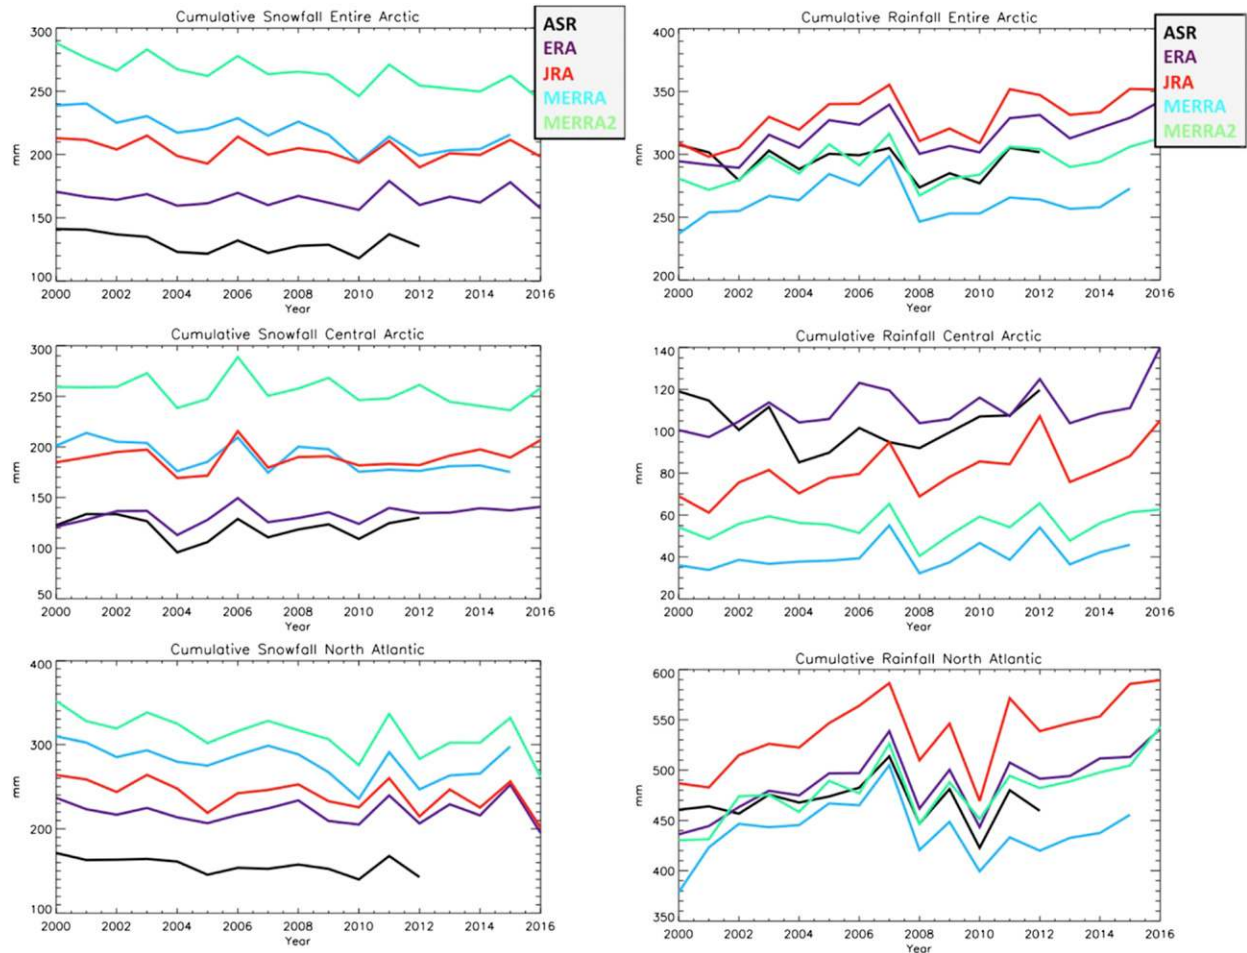 Cumulative Snowfall Entire Arctic
300
250
200
150
100
mm
2000 2002 2004 2006 2008 2010 2012 2014 2016
Year
ASR
ERA
JRA
MERRA
MERRA2
Cumulative Rainfall Entire Arctic
400
350
300
250
200
mm
2000 2002 2004 2006 2008 2010 2012 2014 2016
Year
ASR
ERA
JRA
MERRA
MERRA2
Cumulative Snowfall Central Arctic
300
250
200
150
100
50
mm
2000 2002 2004 2006 2008 2010 2012 2014 2016
Year
Cumulative Rainfall Central Arctic
140
120
100
80
60
40
20
mm
2000 2002 2004 2006 2008 2010 2012 2014 2016
Year
Cumulative Snowfall North Atlantic
400
300
200
100
mm
2000 2002 2004 2006 2008 2010 2012 2014 2016
Year
Cumulative Rainfall North Atlantic
600
550
500
450
400
350
mm
2000 2002 2004 2006 2008 2010 2012 2014 2016
Year